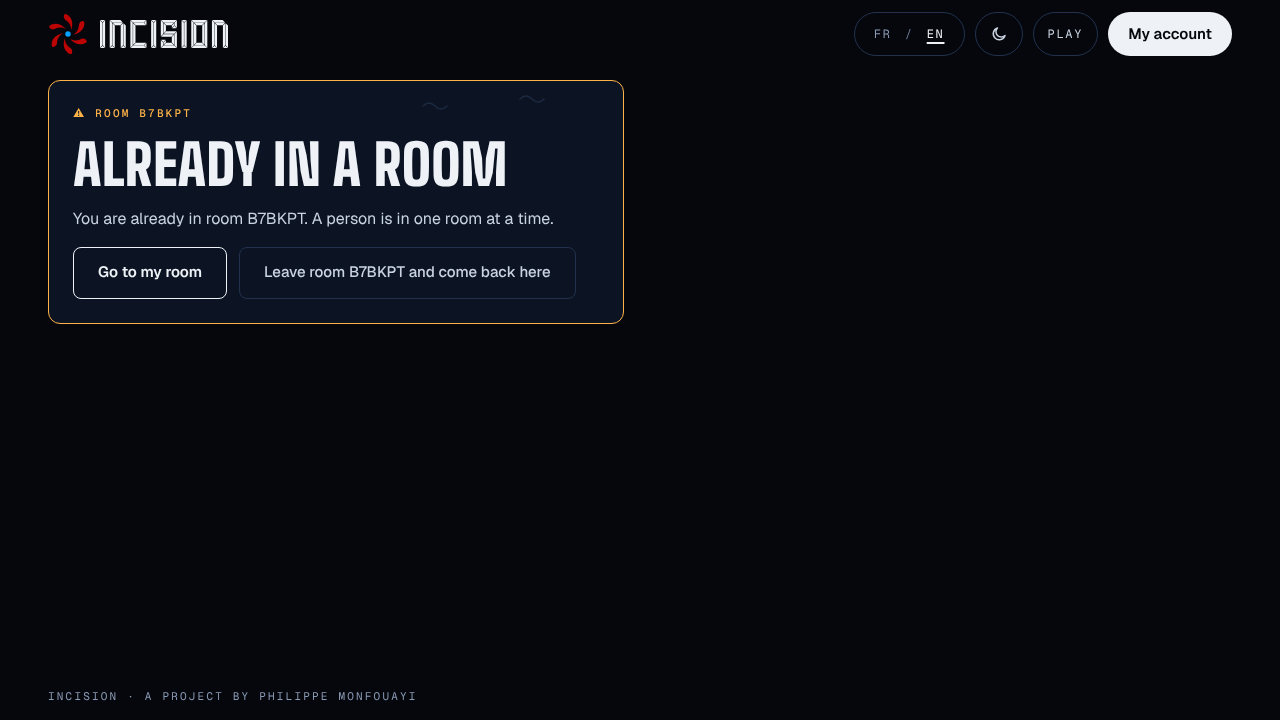 INCISION
FR / EN
PLAY
My account
ROOM B7BKPT
ALREADY IN A ROOM
You are already in room B7BKPT. A person is in one room at a time.
Go to my room
Leave room B7BKPT and come back here
INCISION · A PROJECT BY PHILIPPE MONFOUAYI